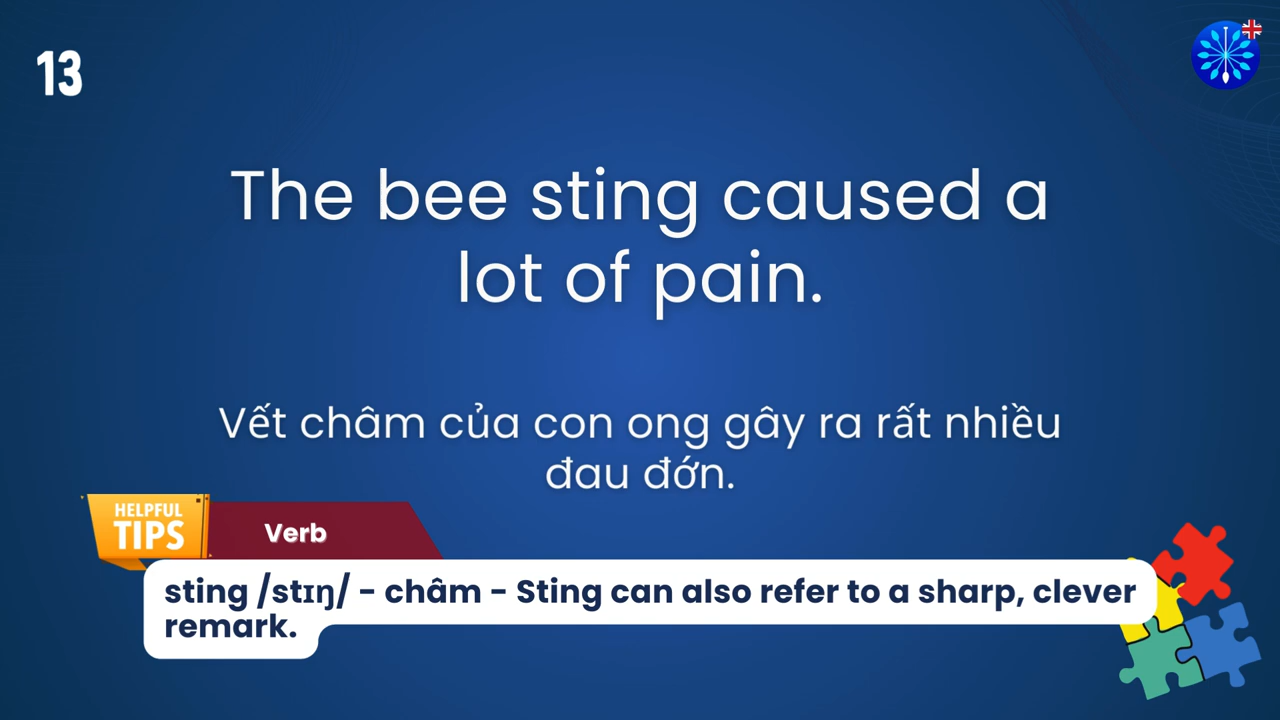 13
The bee sting caused a
lot of pain.
Vết châm của con ong gây ra rất nhiều
đau đớn.
HELPFUL
TIPS
Verb
sting /stɪŋ/ - châm - Sting can also refer to a sharp, clever
remark.